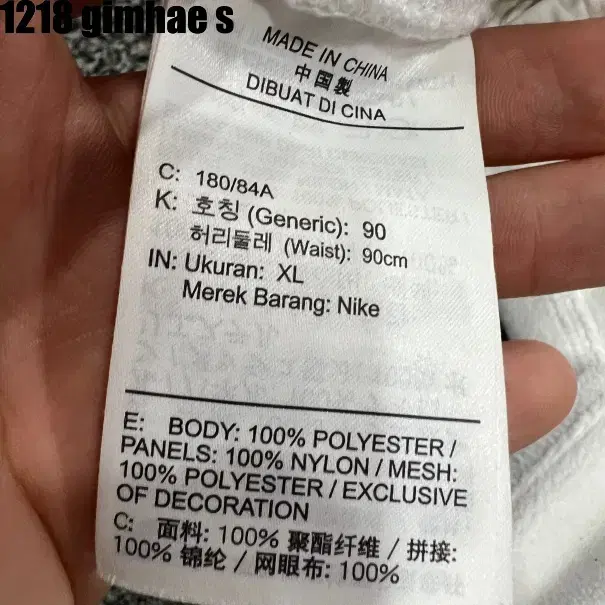 1218 gimhae s
MADE IN CHINA
中国製
DIBUAT DI CINA
C: 180/84A
K: 호칭 (Generic): 90
허리둘레 (Waist): 90cm
IN: Ukuran: XL
Merek Barang: Nike
E: BODY: 100% POLYESTER /
PANELS: 100% NYLON / MESH:
100% POLYESTER / EXCLUSIVE
OF DECORATION
C: 面料: 100% 聚酯纤维 / 拼接:
100% 锦纶 / 网眼布: 100%